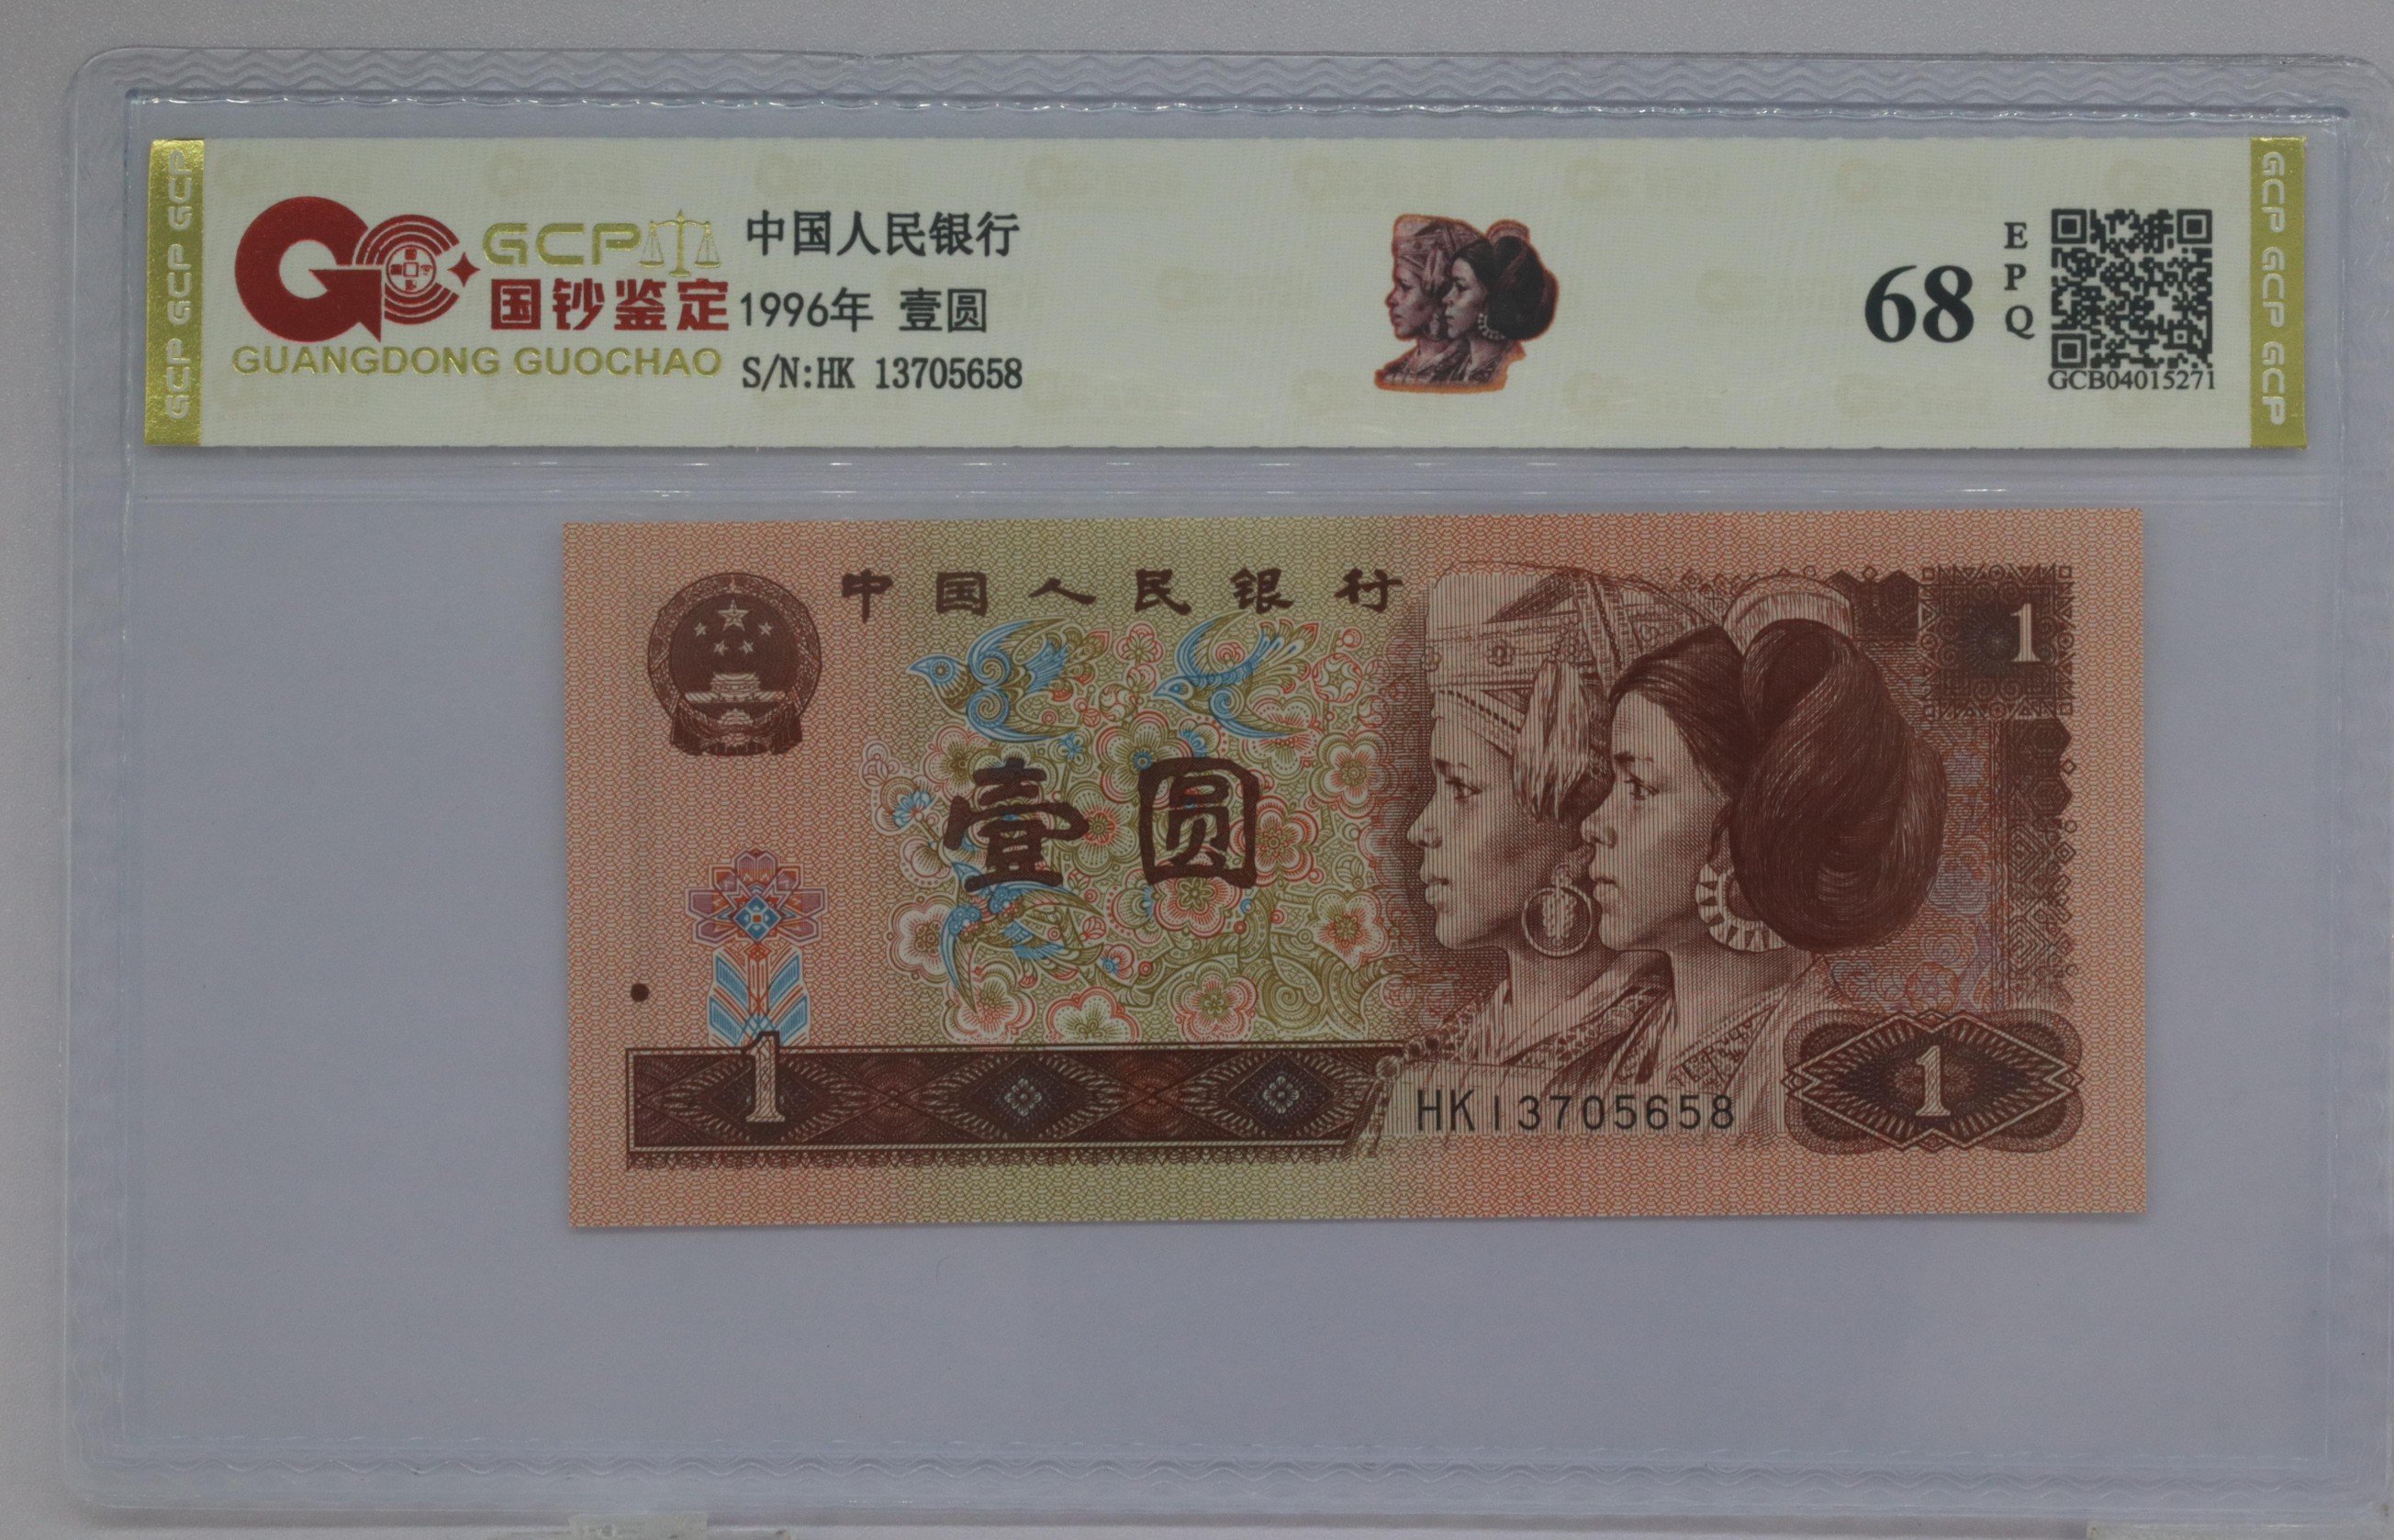 GCP GCP GCP
GCP
国钞鉴定
GUANGDONG GUOCHAO
中国人民银行
1996年 壹圆
S/N:HK 13705658
68
EPQ
GCB04015271
GCP GCP GCP
中国人民银行
1
壹圆
1
HK13705658
1